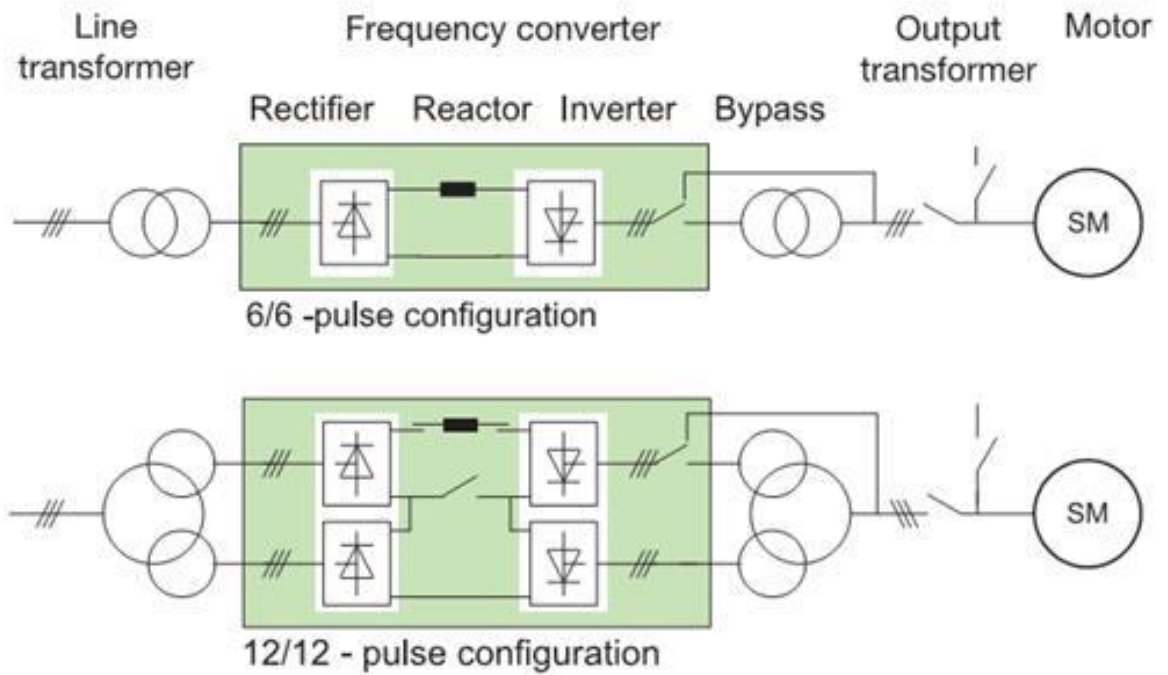 Line
transformer
Frequency converter
Output
transformer
Motor
Rectifier
Reactor
Inverter
Bypass
SM
6/6 -pulse configuration
SM
12/12 - pulse configuration